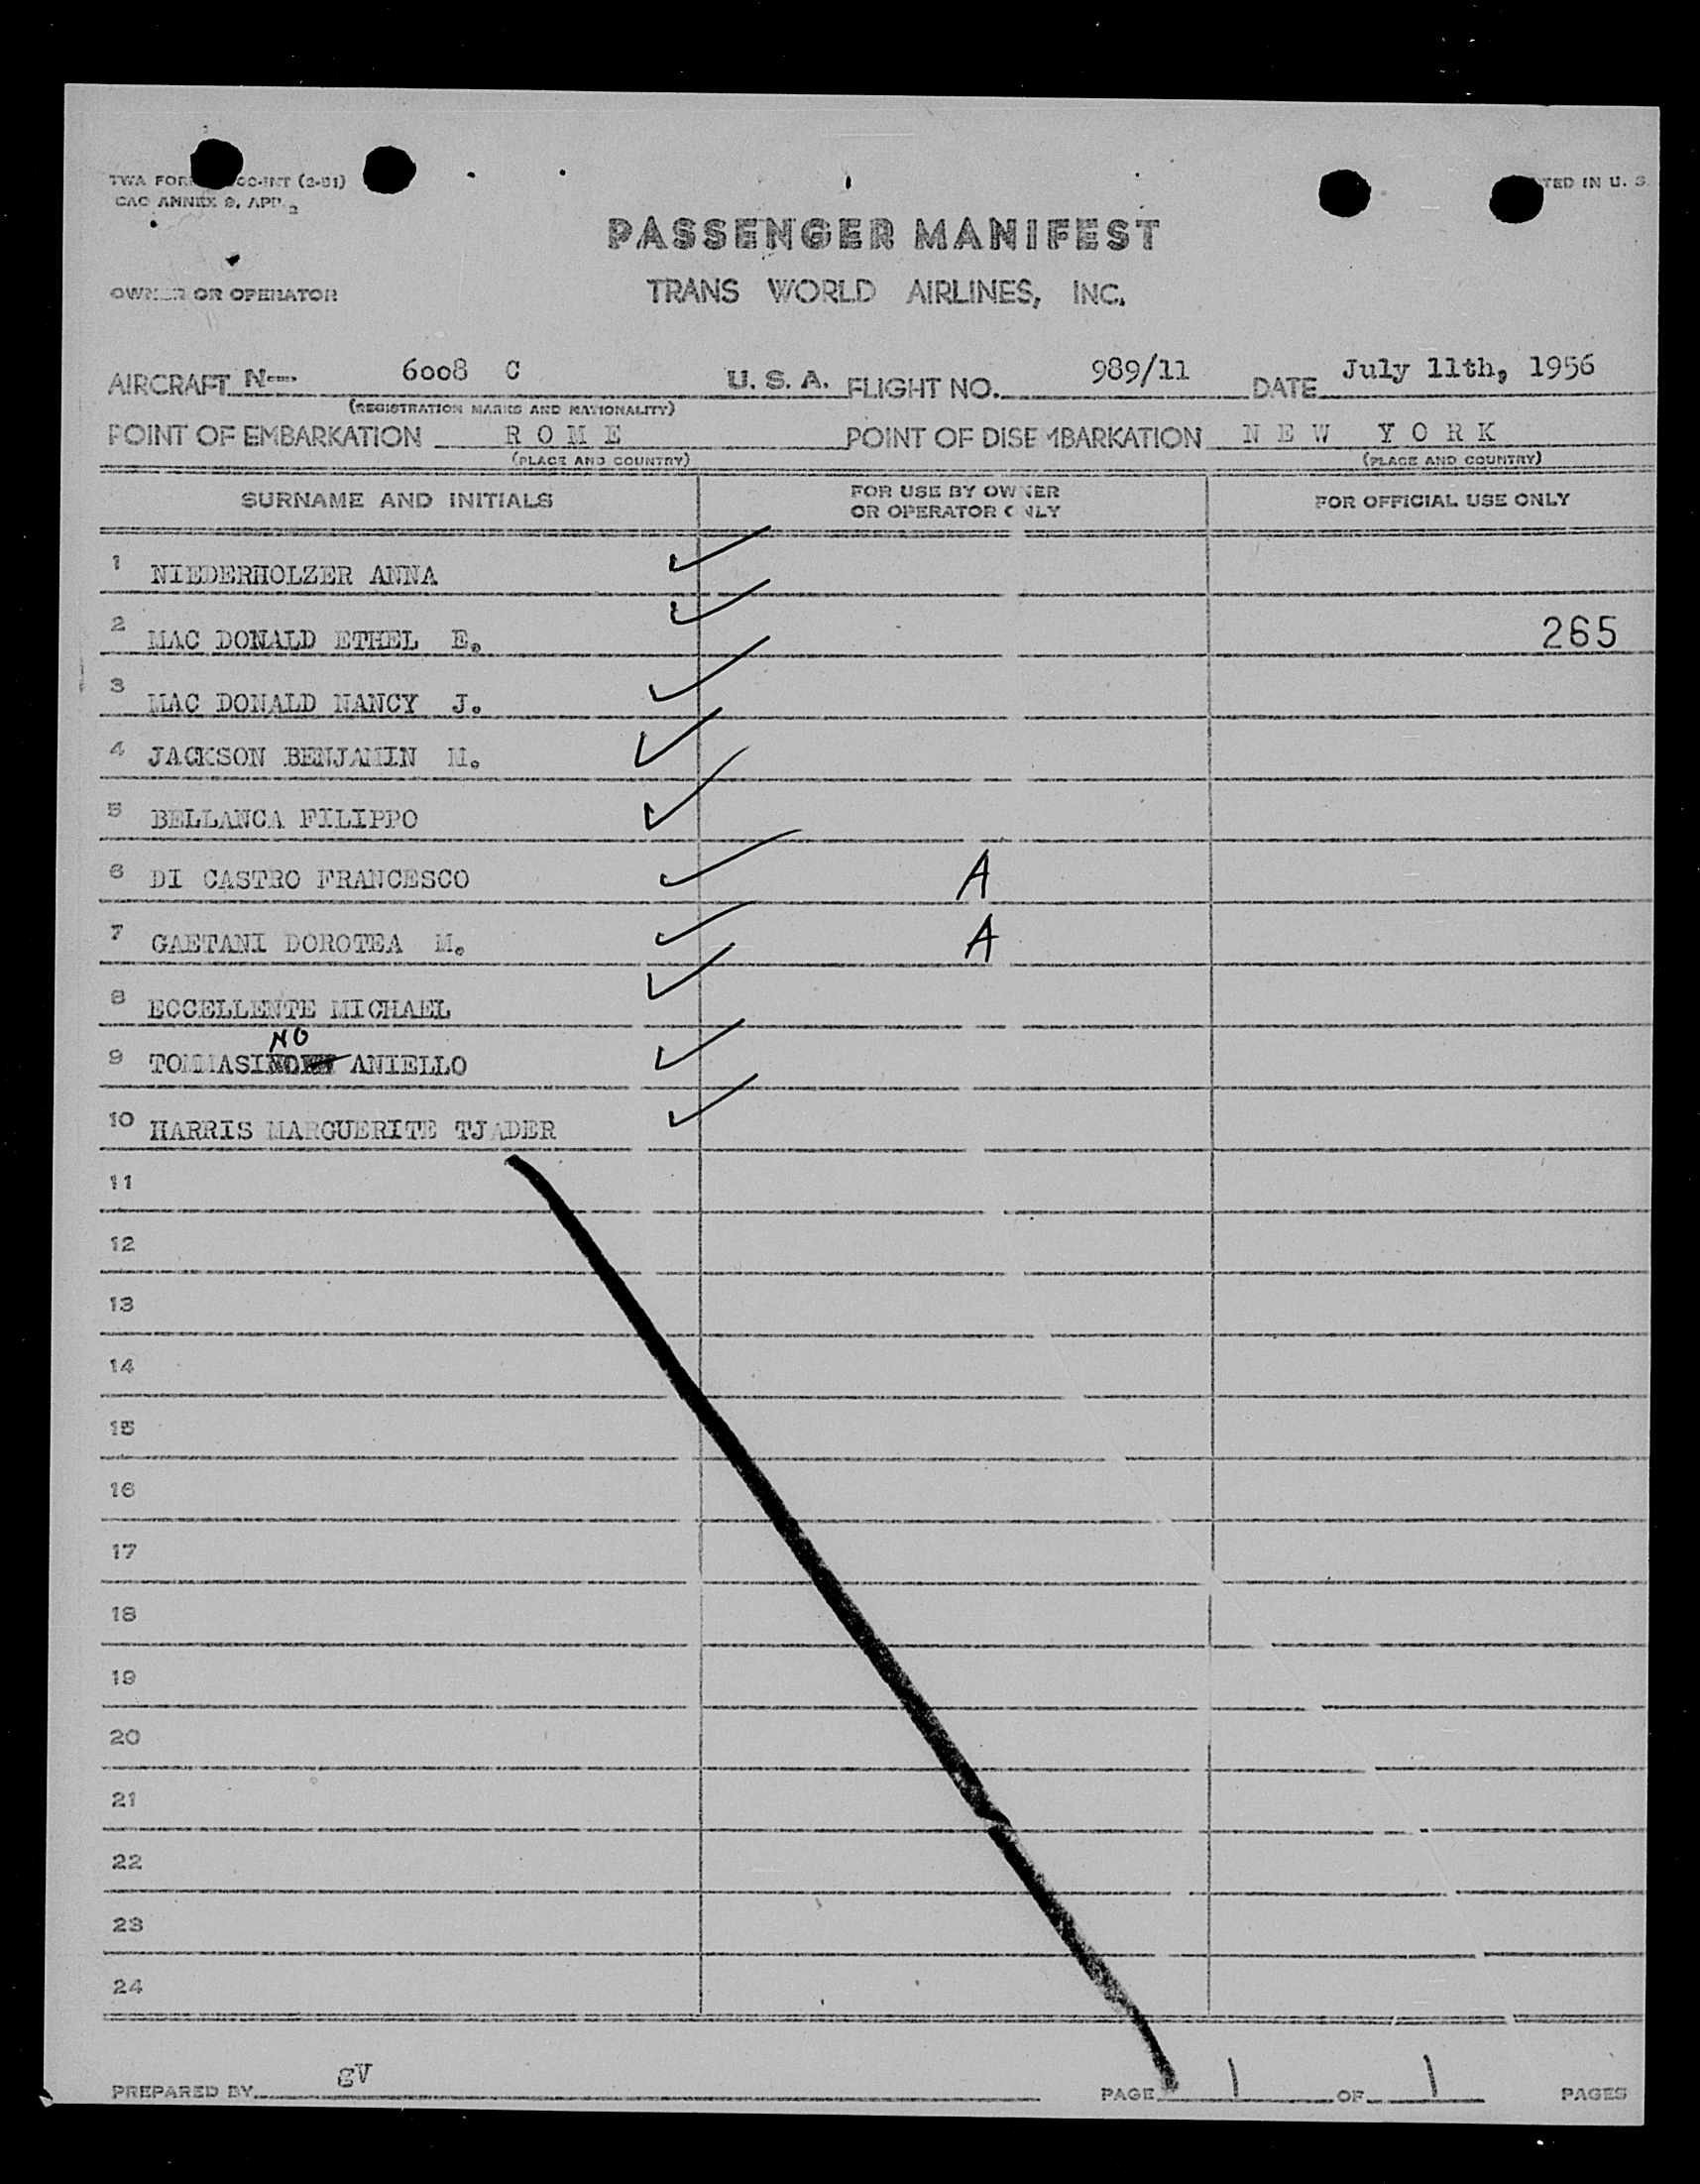 TWA FORM CO-INT (2-51)
CAO ANNEX 9, APP. 2
TED IN U. S.
PASSENGER MANIFEST
OWNER OR OPERATOR
TRANS WORLD AIRLINES, INC.
AIRCRAFT N-- 6008 C U. S. A. FLIGHT NO. 989/11 DATE July 11th, 1956
(REGISTRATION MARKS AND NATIONALITY)
POINT OF EMBARKATION R O M E POINT OF DISEMBARKATION N E W Y O R K
(PLACE AND COUNTRY) (PLACE AND COUNTRY)
SURNAME AND INITIALS FOR USE BY OWNER OR OPERATOR ONLY FOR OFFICIAL USE ONLY
1 NIEDERHOLZER ANNA
2 MAC DONALD ETHEL E. 265
3 MAC DONALD NANCY J.
4 JACKSON BENJAMIN M.
5 BELLANCA FILIPPO
6 DI CASTRO FRANCESCO A
7 GAETANI DOROTEA M. A
8 ECCELLENTE MICHAEL
NO
9 TOMMASI ANIELLO
10 HARRIS MARGUERITE TJADER
11
12
13
14
15
16
17
18
19
20
21
22
23
24
PREPARED BY gV PAGE 1 OF 1 PAGES